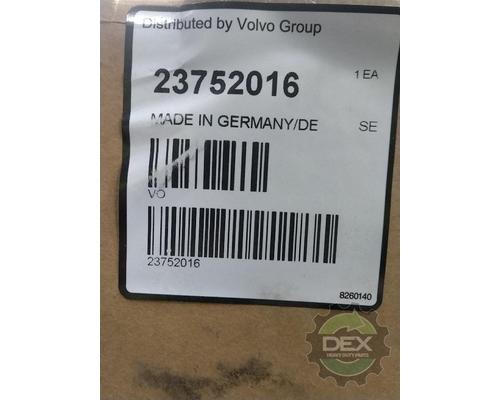 Distributed by Volvo Group
23752016 1 EA
MADE IN GERMANY/DE SE
VO
23752016
8260140
DEX
HEAVY DUTY PARTS